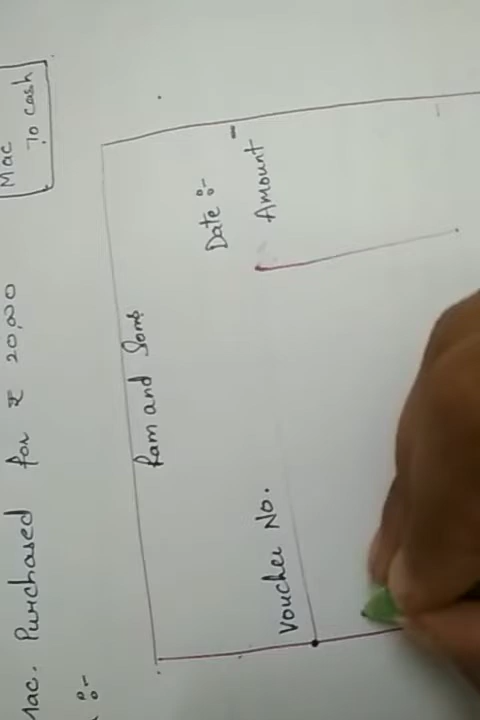 Mac. Purchased for ₹ 20,000
:-
Mac
To cash
Ram and Sons
Date :-
Voucher No.
Amount